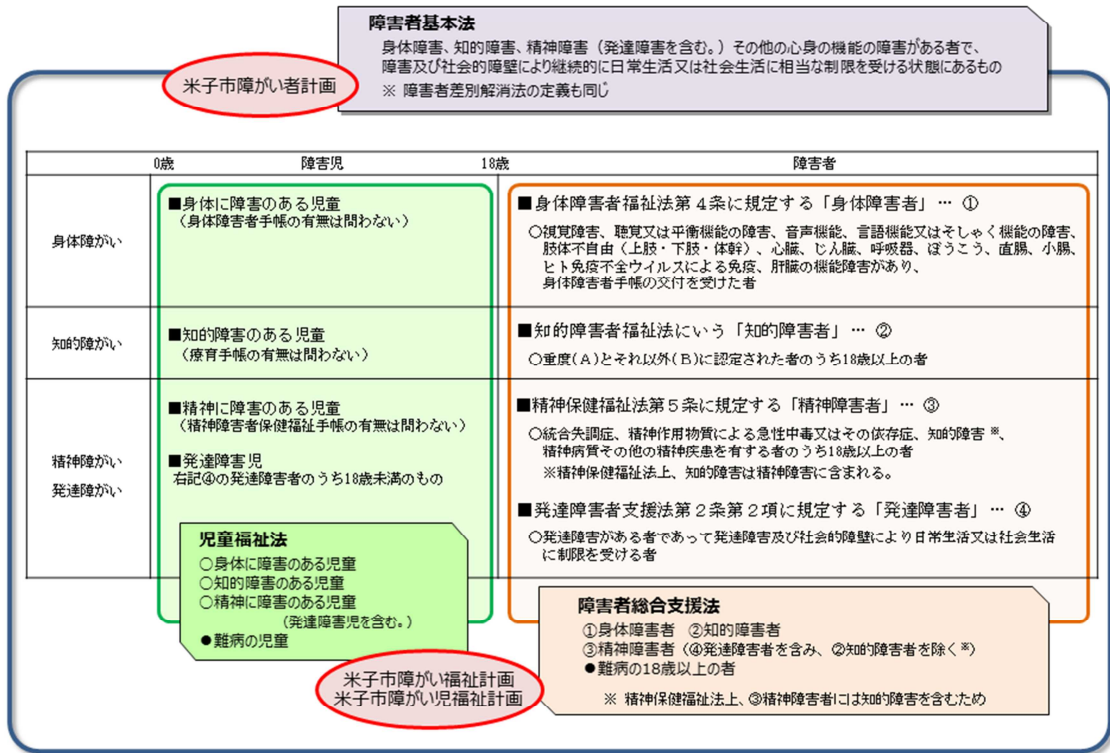 障害者基本法
身体障害、知的障害、精神障害（発達障害を含む。）その他の心身の機能の障害がある者で、
障害及び社会的障壁により継続的に日常生活又は社会生活に相当な制限を受ける状態にあるもの
※ 障害者差別解消法の定義も同じ
米子市障がい者計画
0歳 障害児 18歳 障害者
身体障がい
■身体に障害のある児童
（身体障害者手帳の有無は問わない）
■身体障害者福祉法第４条に規定する「身体障害者」… ①
○視覚障害、聴覚又は平衡機能の障害、音声機能、言語機能又はそしゃく機能の障害、
肢体不自由（上肢・下肢・体幹）、心臓、じん臓、呼吸器、ぼうこう、直腸、小腸、
ヒト免疫不全ウイルスによる免疫、肝臓の機能障害があり、
身体障害者手帳の交付を受けた者
知的障がい
■知的障害のある児童
（療育手帳の有無は問わない）
■知的障害者福祉法にいう「知的障害者」… ②
○重度(Ａ)とそれ以外(Ｂ)に認定された者のうち18歳以上の者
精神障がい
発達障がい
■精神に障害のある児童
（精神障害者保健福祉手帳の有無は問わない）
■発達障害児
右記④の発達障害者のうち18歳未満のもの
■精神保健福祉法第５条に規定する「精神障害者」… ③
○統合失調症、精神作用物質による急性中毒又はその依存症、知的障害※、
精神病質その他の精神疾患を有する者のうち18歳以上の者
※精神保健福祉法上、知的障害は精神障害に含まれる。
■発達障害者支援法第２条第２項に規定する「発達障害者」… ④
○発達障害がある者であって発達障害及び社会的障壁により日常生活又は社会生活
に制限を受ける者
児童福祉法
○身体に障害のある児童
○知的障害のある児童
○精神に障害のある児童
（発達障害児を含む。）
●難病の児童
障害者総合支援法
①身体障害者 ②知的障害者
③精神障害者（④発達障害者を含み、②知的障害者を除く※）
●難病の18歳以上の者
※ 精神保健福祉法上、③精神障害者には知的障害を含むため
米子市障がい福祉計画
米子市障がい児福祉計画